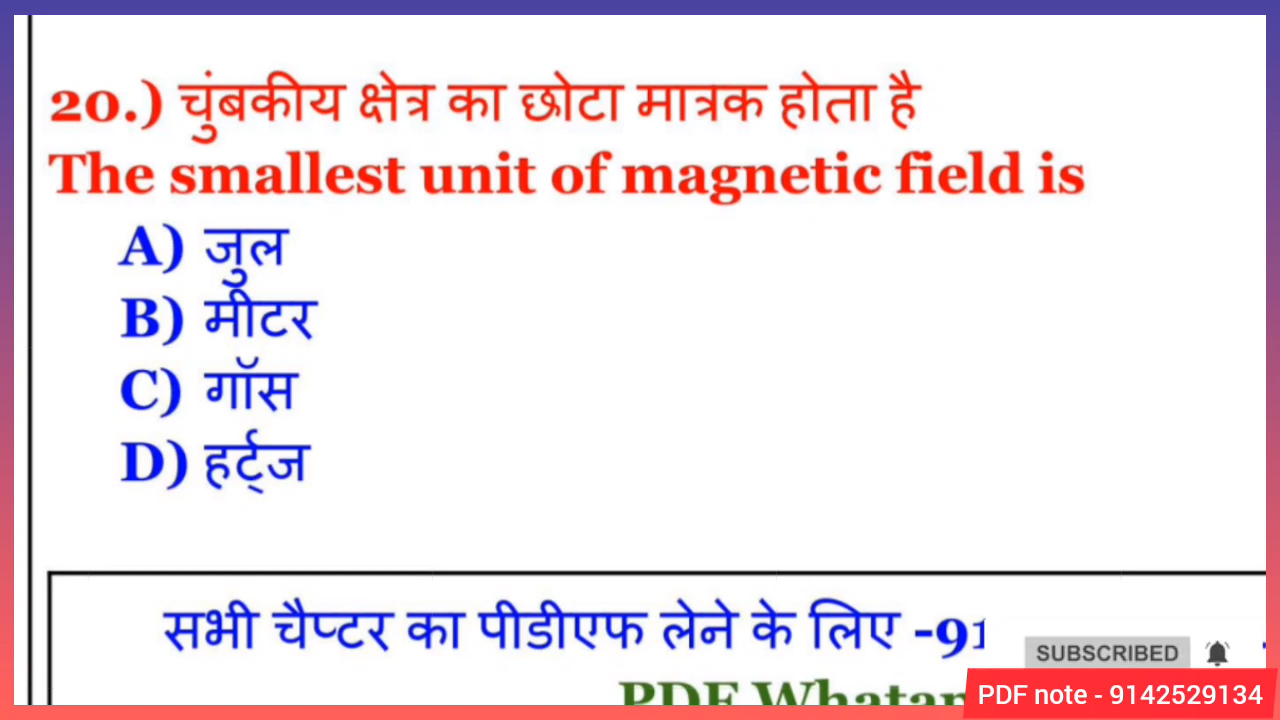 20.) चुंबकीय क्षेत्र का छोटा मात्रक होता है
The smallest unit of magnetic field is
A) जुल
B) मीटर
C) गॉस
D) हर्ट्ज
सभी चैप्टर का पीडीएफ लेने के लिए -91
SUBSCRIBED
PDF
PDF note - 9142529134